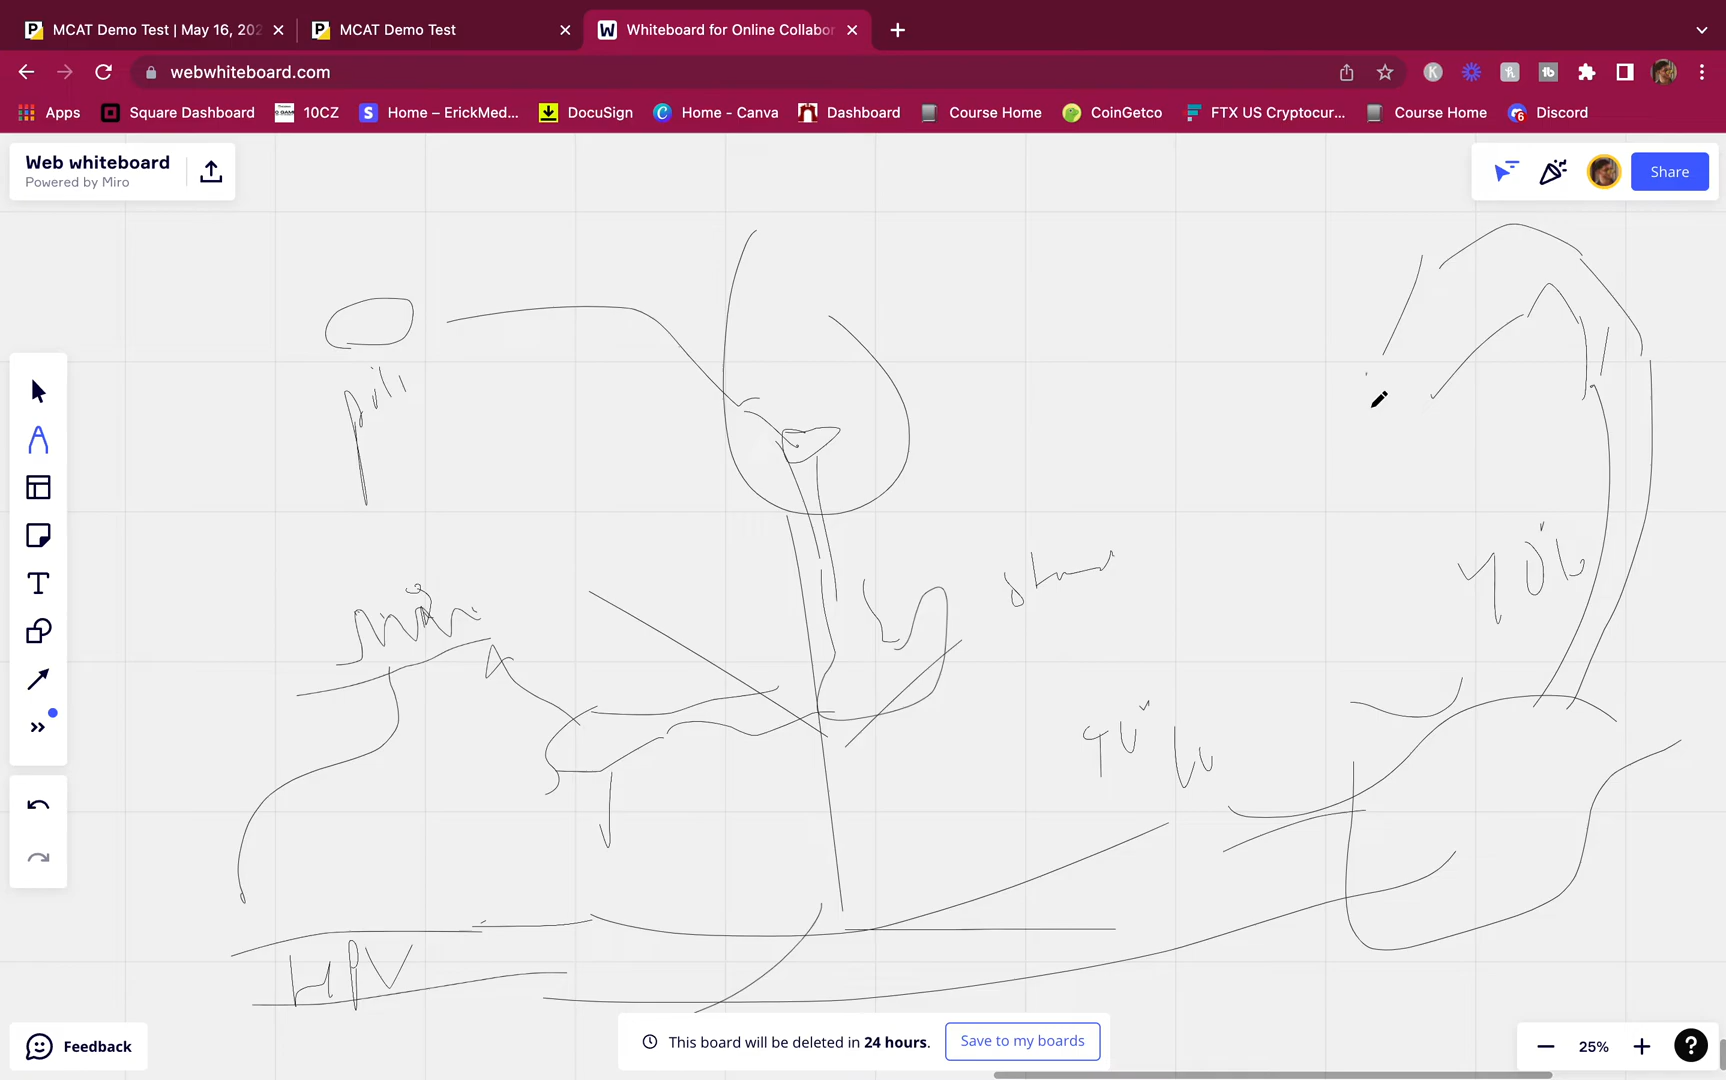 MCAT Demo Test | May 16, 202
MCAT Demo Test
Whiteboard for Online Collabor
webwhiteboard.com
Apps
Square Dashboard
10CZ
Home – ErickMed...
DocuSign
Home - Canva
Dashboard
Course Home
CoinGetco
FTX US Cryptocur...
Course Home
Discord
Web whiteboard
Powered by Miro
Share
pill
HPV
Feedback
This board will be deleted in 24 hours.
Save to my boards
25%